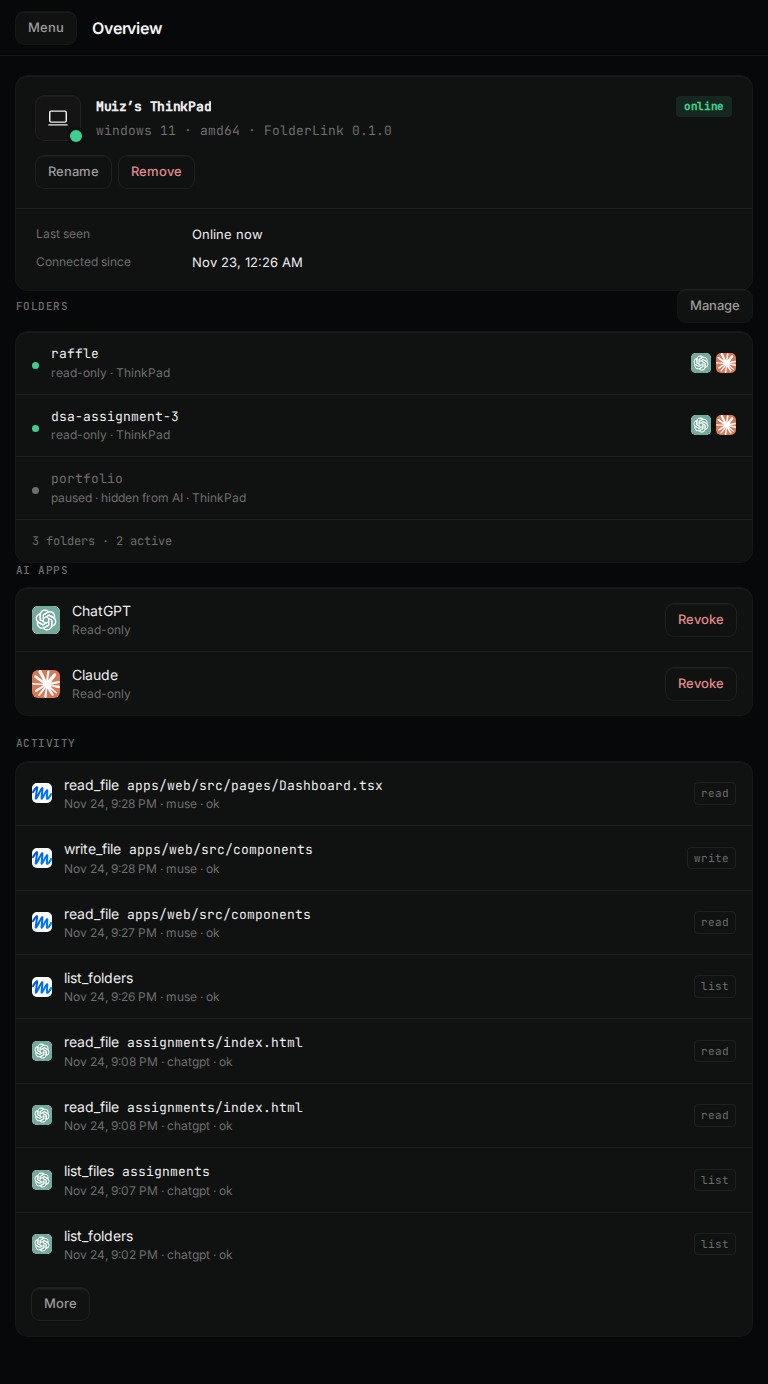 Menu Overview
Muiz’s ThinkPad online
windows 11 · amd64 · FolderLink 0.1.0
Rename Remove
Last seen Online now
Connected since Nov 23, 12:26 AM
FOLDERS Manage
raffle
read-only · ThinkPad
dsa-assignment-3
read-only · ThinkPad
portfolio
paused · hidden from AI · ThinkPad
3 folders · 2 active
AI APPS
ChatGPT
Read-only
Revoke
Claude
Read-only
Revoke
ACTIVITY
read_file apps/web/src/pages/Dashboard.tsx
Nov 24, 9:28 PM · muse · ok
read
write_file apps/web/src/components
Nov 24, 9:28 PM · muse · ok
write
read_file apps/web/src/components
Nov 24, 9:27 PM · muse · ok
read
list_folders
Nov 24, 9:26 PM · muse · ok
list
read_file assignments/index.html
Nov 24, 9:08 PM · chatgpt · ok
read
read_file assignments/index.html
Nov 24, 9:08 PM · chatgpt · ok
read
list_files assignments
Nov 24, 9:07 PM · chatgpt · ok
list
list_folders
Nov 24, 9:02 PM · chatgpt · ok
list
More